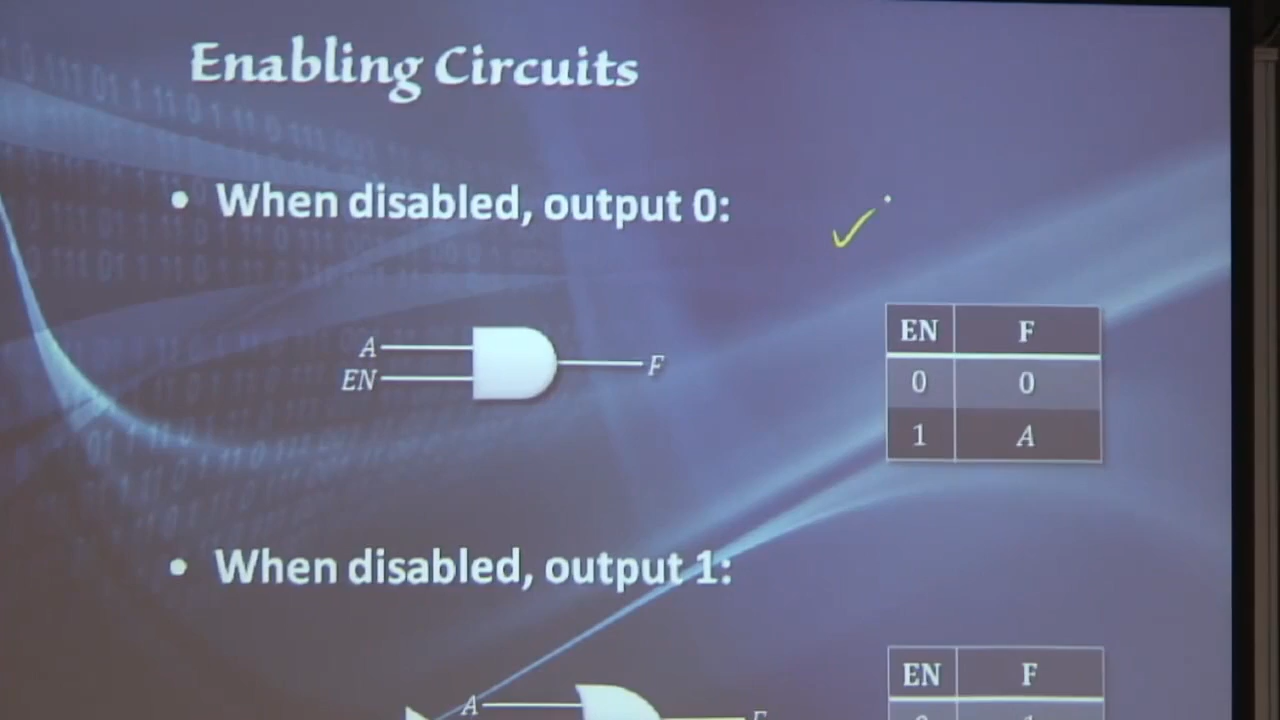 Enabling Circuits
• When disabled, output 0:
A
EN
F
EN F
0 0
1 A
• When disabled, output 1:
A
EN F